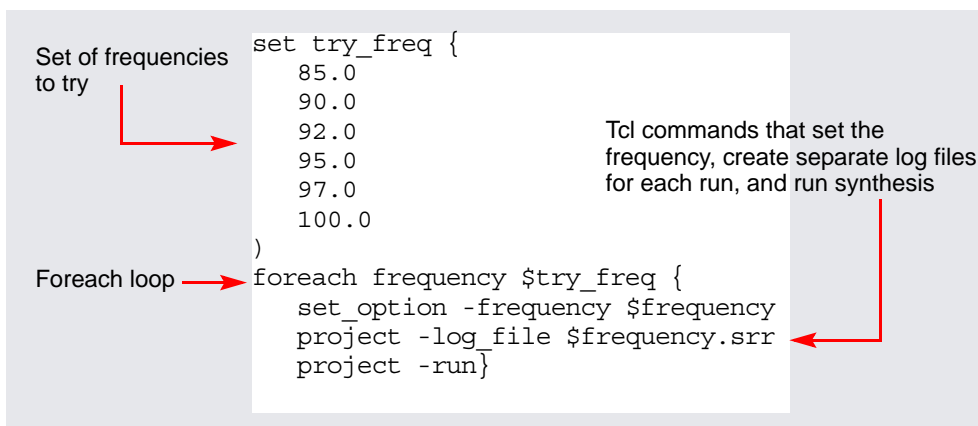 Set of frequencies
to try
set try_freq {
85.0
90.0
92.0
95.0
97.0
100.0
)
Tcl commands that set the
frequency, create separate log files
for each run, and run synthesis
Foreach loop
foreach frequency $try_freq {
set_option -frequency $frequency
project -log_file $frequency.srr
project -run}